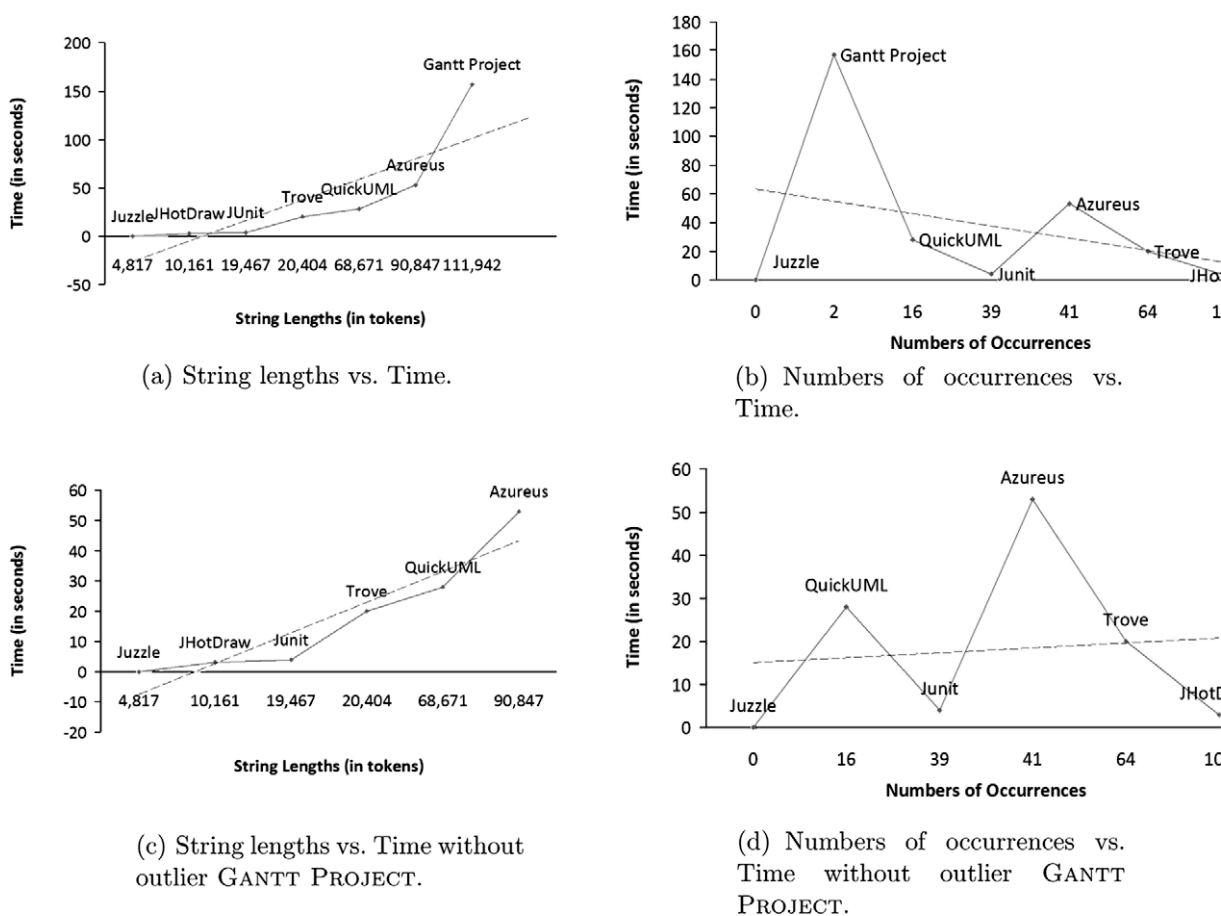 200
150
100
50
0
-50
Time (in seconds)
Gantt Project
Azureus
QuickUML
Trove
JUnit
JHotDraw
Juzzle
4,817 10,161 19,467 20,404 68,671 90,847 111,942
String Lengths (in tokens)
(a) String lengths vs. Time.
180
160
140
120
100
80
60
40
20
0
Time (in seconds)
Gantt Project
Azureus
QuickUML
Trove
Juzzle
Junit
JHot
0 2 16 39 41 64 1
Numbers of Occurrences
(b) Numbers of occurrences vs.
Time.
60
50
40
30
20
10
0
-10
-20
Time (in seconds)
Azureus
QuickUML
Trove
JHotDraw
Junit
Juzzle
4,817 10,161 19,467 20,404 68,671 90,847
String Lengths (in tokens)
(c) String lengths vs. Time without
outlier GANTT PROJECT.
60
50
40
30
20
10
0
Time (in seconds)
Azureus
QuickUML
Trove
Junit
Juzzle
JHotD
0 16 39 41 64 10
Numbers of Occurrences
(d) Numbers of occurrences vs.
Time without outlier GANTT
PROJECT.